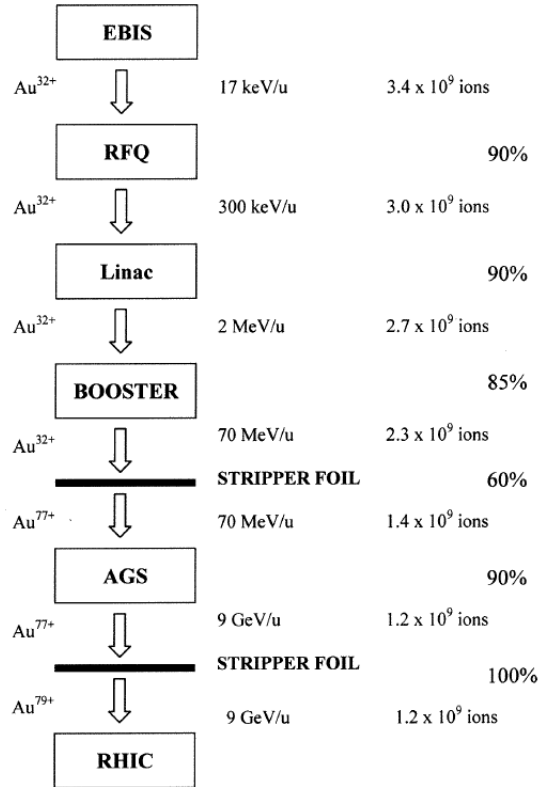 EBIS
Au32+ 17 keV/u 3.4 x 10^9 ions
RFQ 90%
Au32+ 300 keV/u 3.0 x 10^9 ions
Linac 90%
Au32+ 2 MeV/u 2.7 x 10^9 ions
BOOSTER 85%
Au32+ 70 MeV/u 2.3 x 10^9 ions
STRIPPER FOIL 60%
Au77+ 70 MeV/u 1.4 x 10^9 ions
AGS 90%
Au77+ 9 GeV/u 1.2 x 10^9 ions
STRIPPER FOIL 100%
Au79+ 9 GeV/u 1.2 x 10^9 ions
RHIC